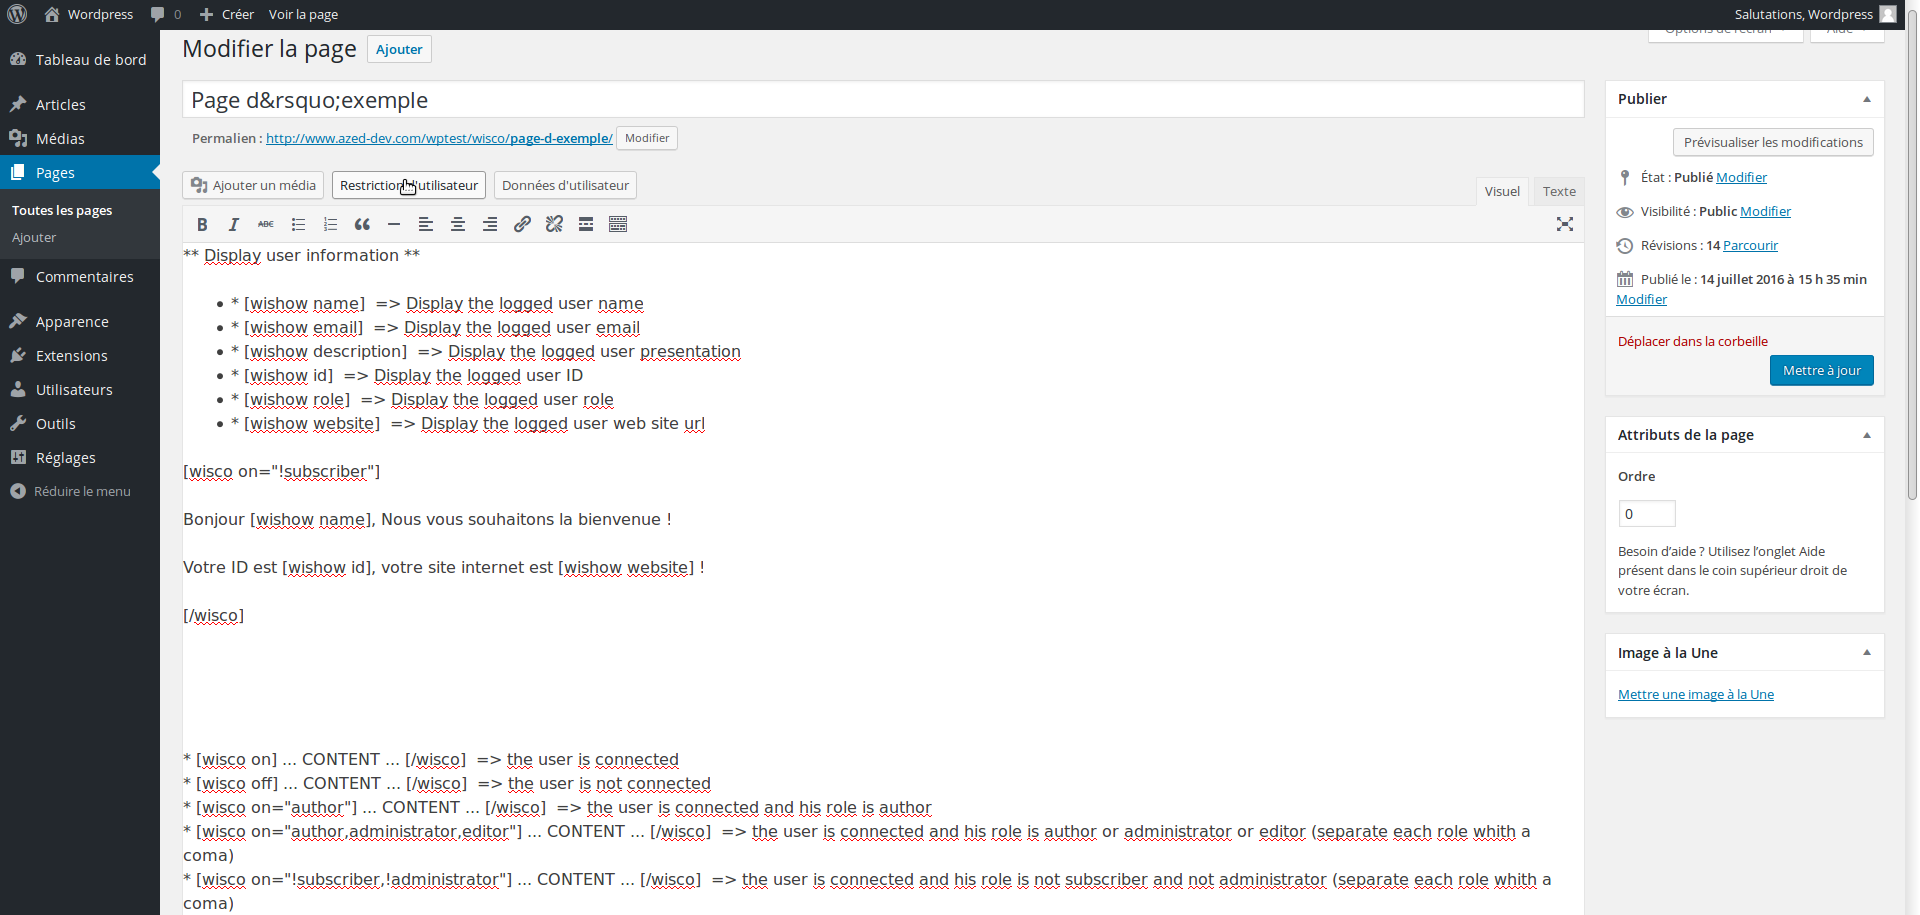 Wordpress 0 Créer Voir la page Salutations, Wordpress
Tableau de bord
Articles
Médias
Pages
Toutes les pages
Ajouter
Commentaires
Apparence
Extensions
Utilisateurs
Outils
Réglages
Réduire le menu
Modifier la page Ajouter
Page d&rsquo;exemple
Permalien : http://www.azed-dev.com/wptest/wisco/page-d-exemple/ Modifier
Ajouter un média Données d'utilisateur
Visuel Texte
B I ABC
** Display user information **
• * [wishow name] => Display the logged user name
• * [wishow email] => Display the logged user email
• * [wishow description] => Display the logged user presentation
• * [wishow id] => Display the logged user ID
• * [wishow role] => Display the logged user role
• * [wishow website] => Display the logged user web site url
[wisco on="!subscriber"]
Bonjour [wishow name], Nous vous souhaitons la bienvenue !
Votre ID est [wishow id], votre site internet est [wishow website] !
[/wisco]
* [wisco on] ... CONTENT ... [/wisco] => the user is connected
* [wisco off] ... CONTENT ... [/wisco] => the user is not connected
* [wisco on="author"] ... CONTENT ... [/wisco] => the user is connected and his role is author
* [wisco on="author,administrator,editor"] ... CONTENT ... [/wisco] => the user is connected and his role is author or administrator or editor (separate each role whith a
coma)
* [wisco on="!subscriber,!administrator"] ... CONTENT ... [/wisco] => the user is connected and his role is not subscriber and not administrator (separate each role whith a
coma)
Publier
Prévisualiser les modifications
État : Publié Modifier
Visibilité : Public Modifier
Révisions : 14 Parcourir
Publié le : 14 juillet 2016 à 15 h 35 min
Modifier
Déplacer dans la corbeille
Mettre à jour
Attributs de la page
Ordre
0
Besoin d’aide ? Utilisez l’onglet Aide
présent dans le coin supérieur droit de
votre écran.
Image à la Une
Mettre une image à la Une